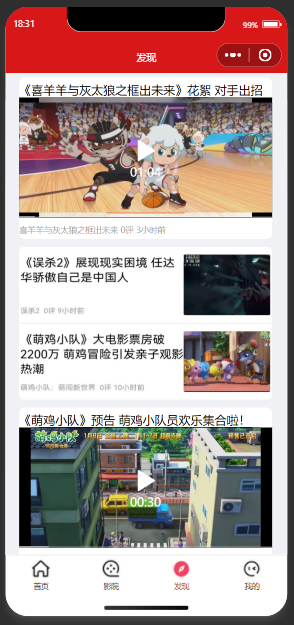 18:31
99%
发现
《喜羊羊与灰太狼之框出未来》花絮 对手出招
01:04
喜羊羊与灰太狼之框出未来 0评 3小时前
《误杀2》展现现实困境 任达
华骄傲自己是中国人
误杀2 0评 9小时前
《萌鸡小队》大电影票房破
2200万 萌鸡冒险引发亲子观影
热潮
萌鸡小队：萌闯新世界 0评 10小时前
《萌鸡小队》预告 萌鸡小队员欢乐集合啦！
萌鸡小队
00:30
首页
影院
发现
我的